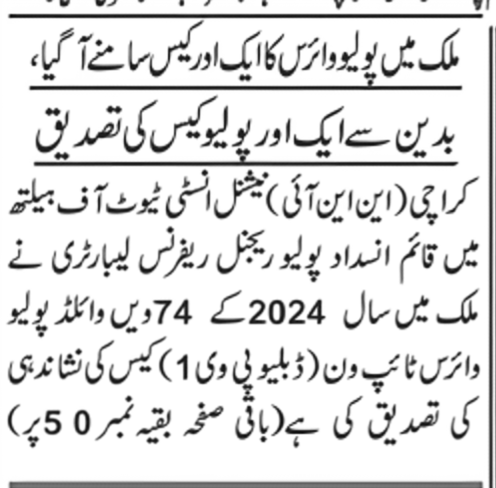 ملک میں پولیو وائرس کا ایک اور کیس سامنے آ گیا،
بدین سے ایک اور پولیو کیس کی تصدیق
کراچی (این این آئی) نیشنل انسٹی ٹیوٹ آف ہیلتھ
میں قائم انسداد پولیو ریجنل ریفرنس لیبارٹری نے
ملک میں سال 2024 کے 74ویں وائلڈ پولیو
وائرس ٹائپ ون (ڈبلیو پی وی 1) کیس کی نشاندہی
کی تصدیق کی ہے (باقی صفحہ بقیہ نمبر 50 پر)